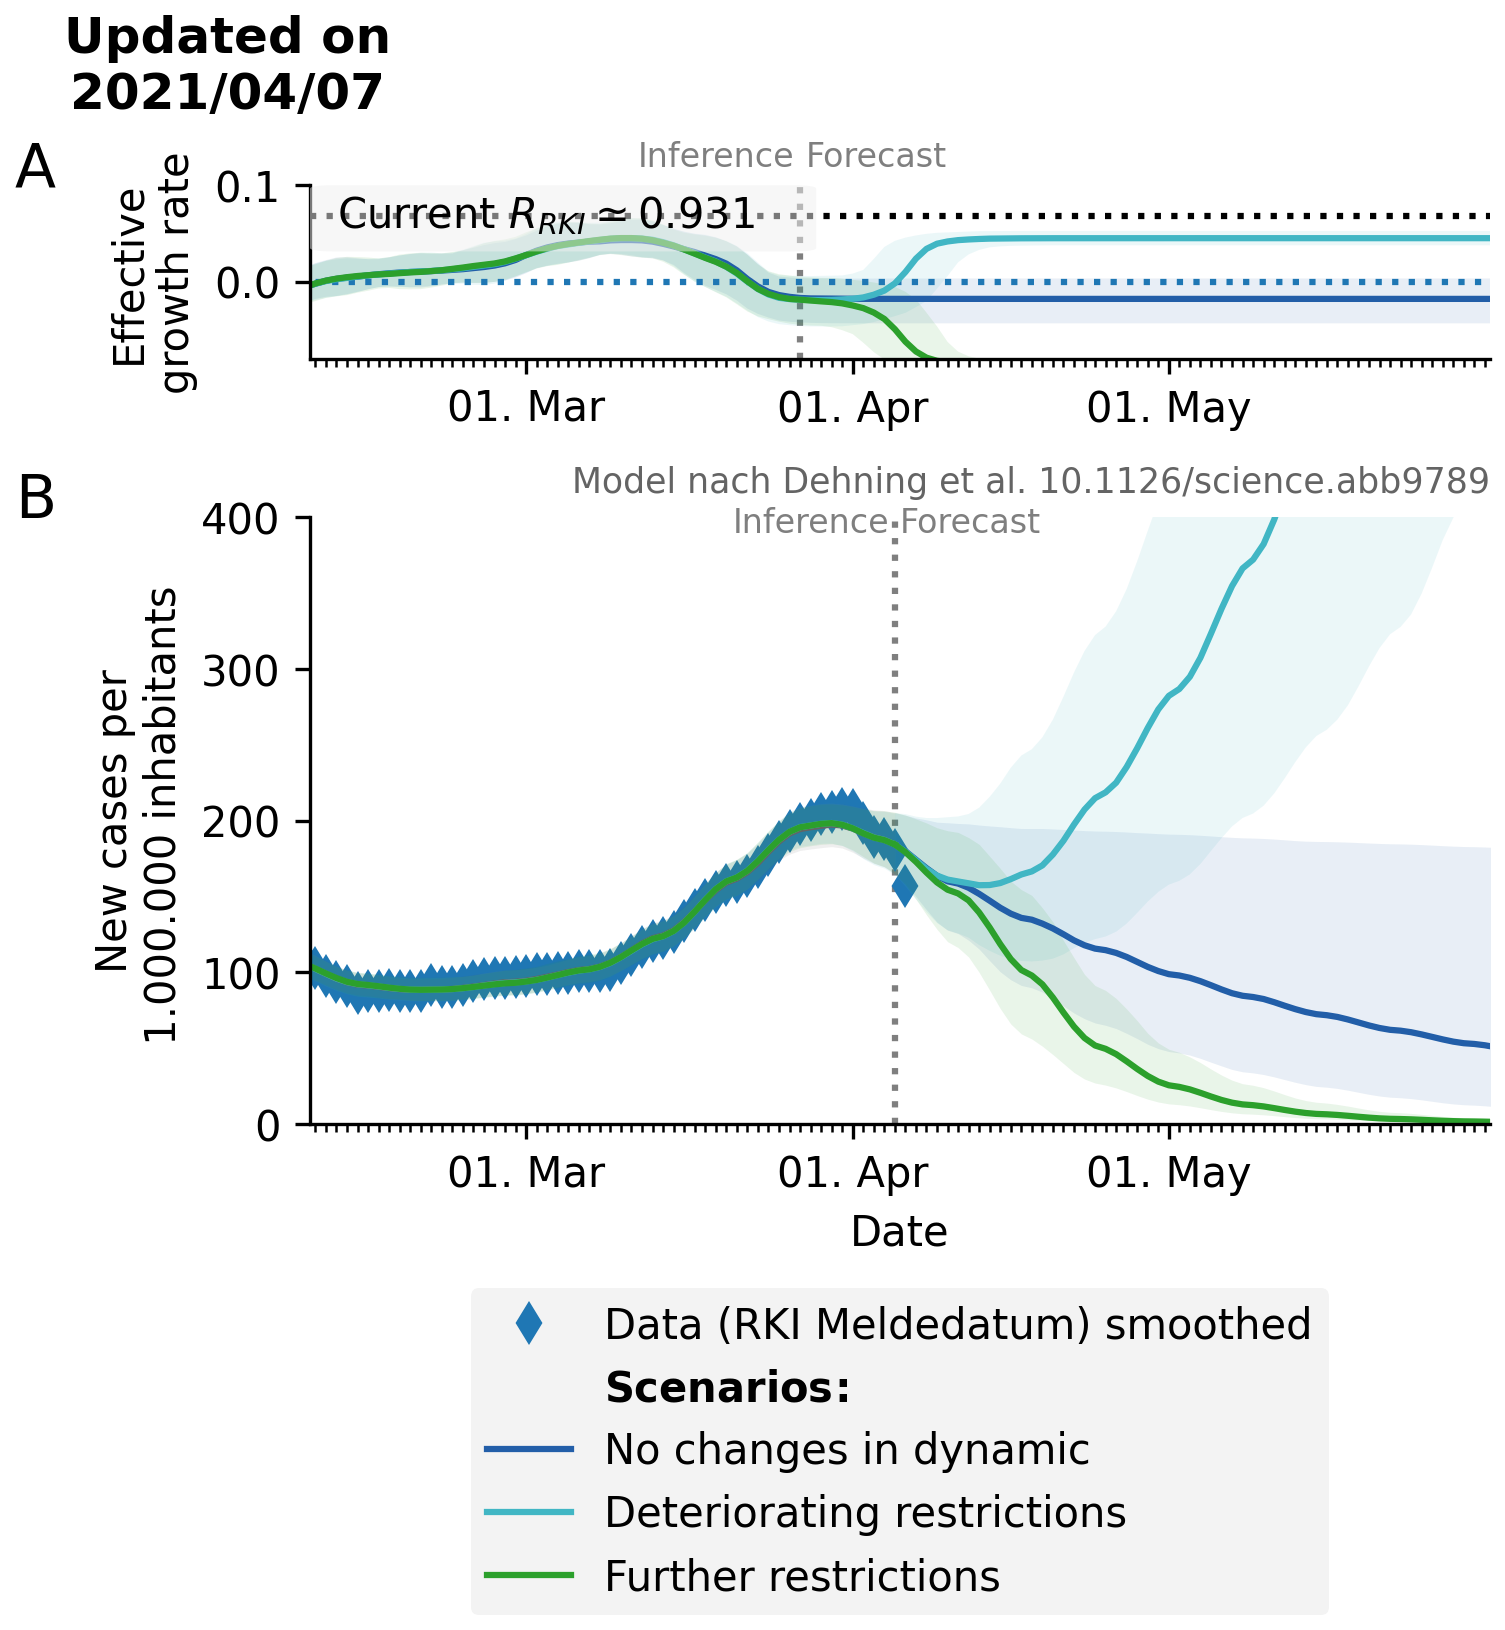 Updated on
2021/04/07
A
Inference Forecast
Effective
growth rate
0.1
0.0
Current R_RKI ≃ 0.931
01. Mar
01. Apr
01. May
B
Model nach Dehning et al. 10.1126/science.abb9789
Inference Forecast
New cases per
1.000.000 inhabitants
400
300
200
100
0
01. Mar
01. Apr
01. May
Date
Data (RKI Meldedatum) smoothed
Scenarios:
No changes in dynamic
Deteriorating restrictions
Further restrictions